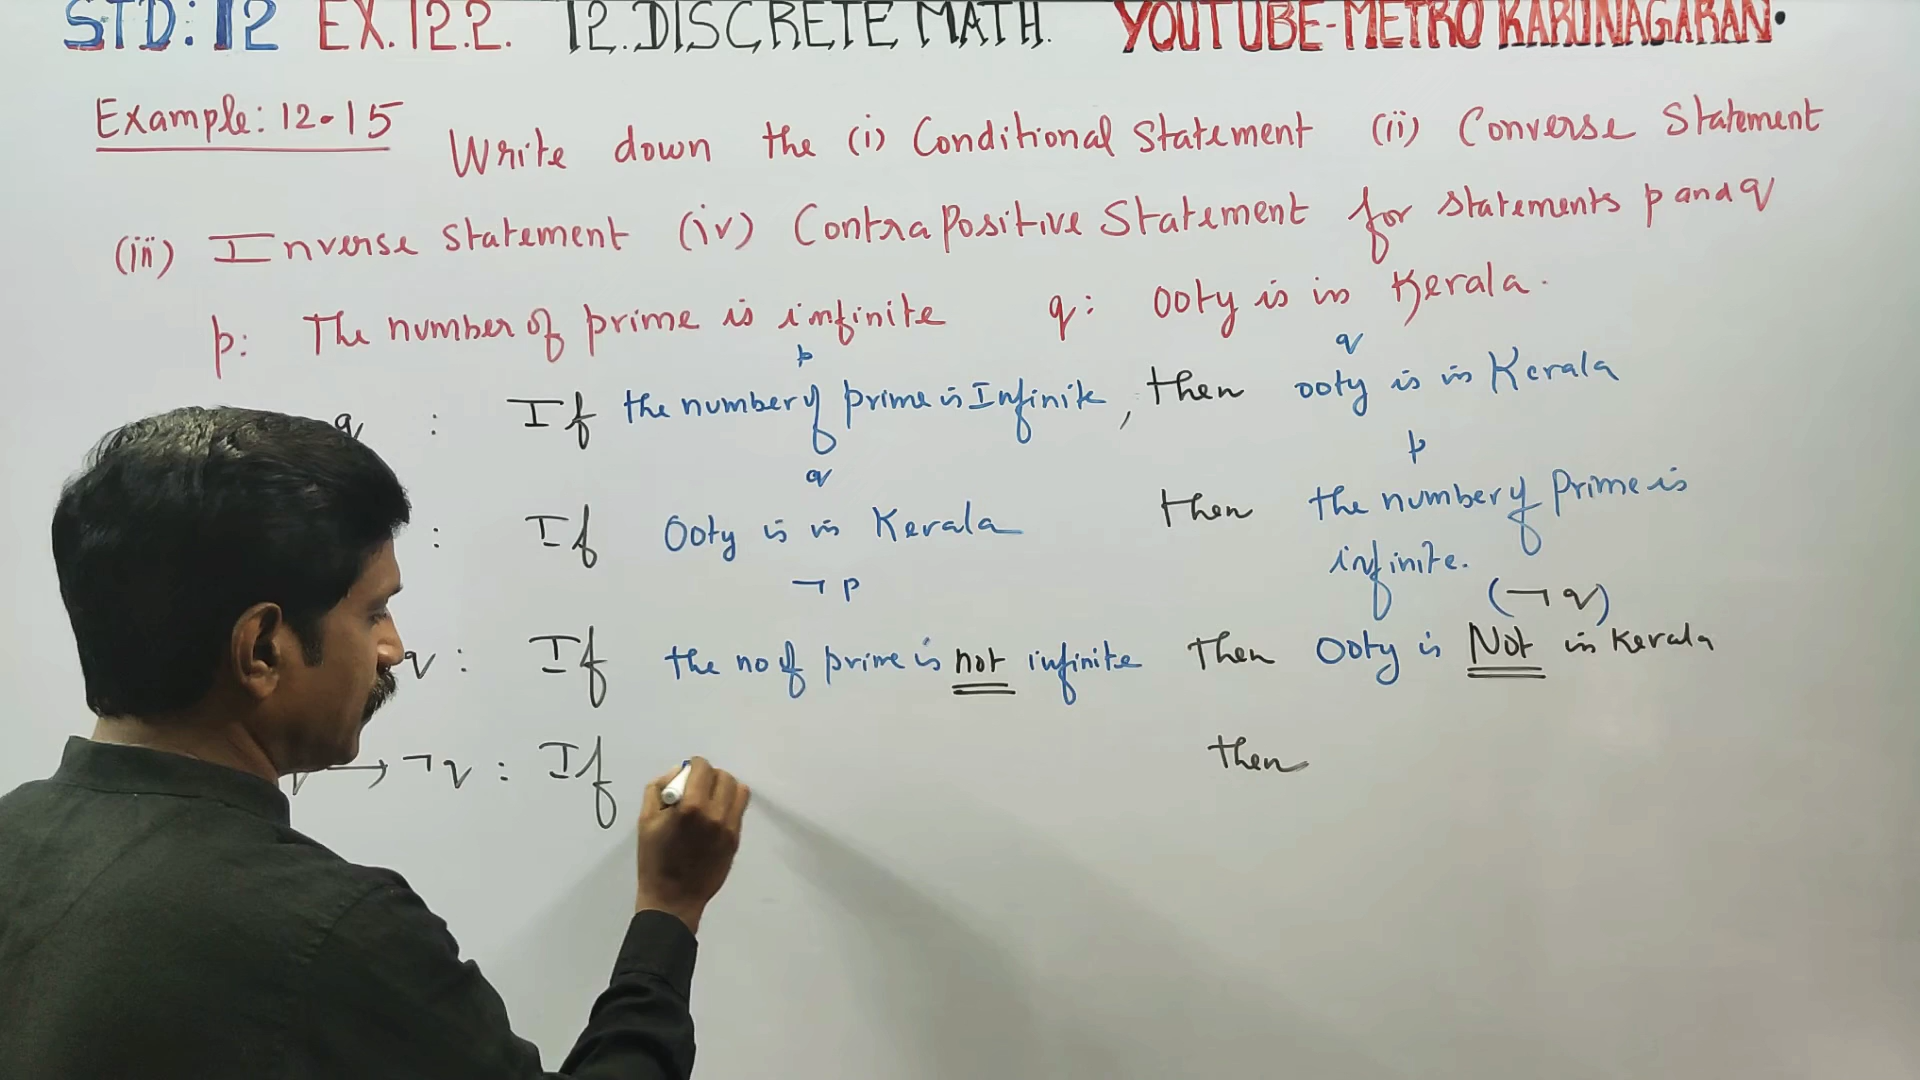 STD: 12 EX.12.2. 12.DISCRETE MATH. YOUTUBE-METRO KARUNAGARAN.
Example: 12.15 Write down the (i) Conditional Statement (ii) Converse Statement
(iii) Inverse statement (iv) ContraPositive Statement for statements p and q
p: The number of prime is infinite q: Ooty is in Kerala.
p q
q : If the number of prime is Infinite, then ooty is in Kerala
q p
: If Ooty is in Kerala then the number of Prime is
infinite.
¬ p (¬ q)
q : If the no of prime is not infinite Then Ooty is Not in Kerala
→ ¬q : If then